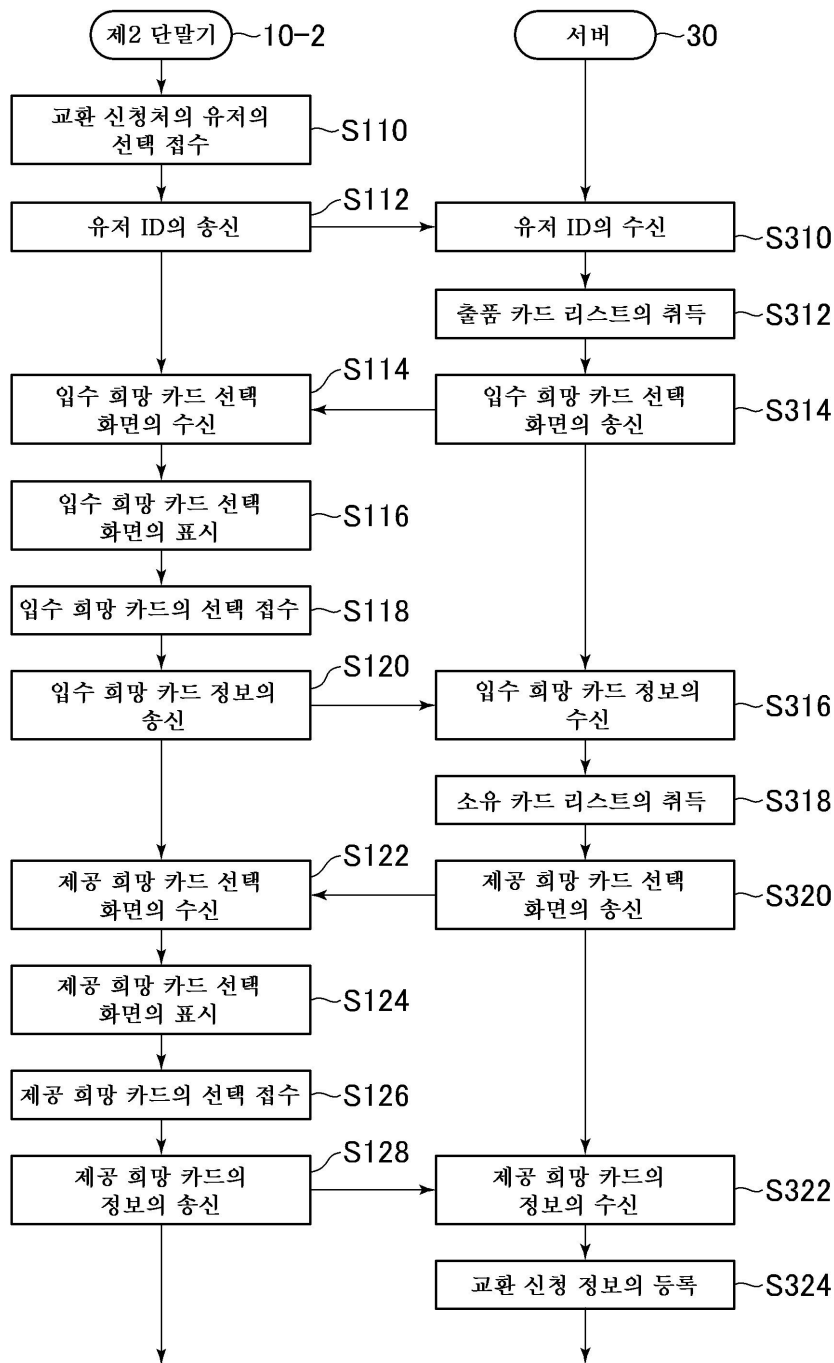 제2 단말기
10-2
서버
30
교환 신청처의 유저의
선택 접수
S110
유저 ID의 송신
S112
유저 ID의 수신
S310
출품 카드 리스트의 취득
S312
입수 희망 카드 선택
화면의 수신
S114
입수 희망 카드 선택
화면의 송신
S314
입수 희망 카드 선택
화면의 표시
S116
입수 희망 카드의 선택 접수
S118
입수 희망 카드 정보의
송신
S120
입수 희망 카드 정보의
수신
S316
소유 카드 리스트의 취득
S318
제공 희망 카드 선택
화면의 수신
S122
제공 희망 카드 선택
화면의 송신
S320
제공 희망 카드 선택
화면의 표시
S124
제공 희망 카드의 선택 접수
S126
제공 희망 카드의
정보의 송신
S128
제공 희망 카드의
정보의 수신
S322
교환 신청 정보의 등록
S324